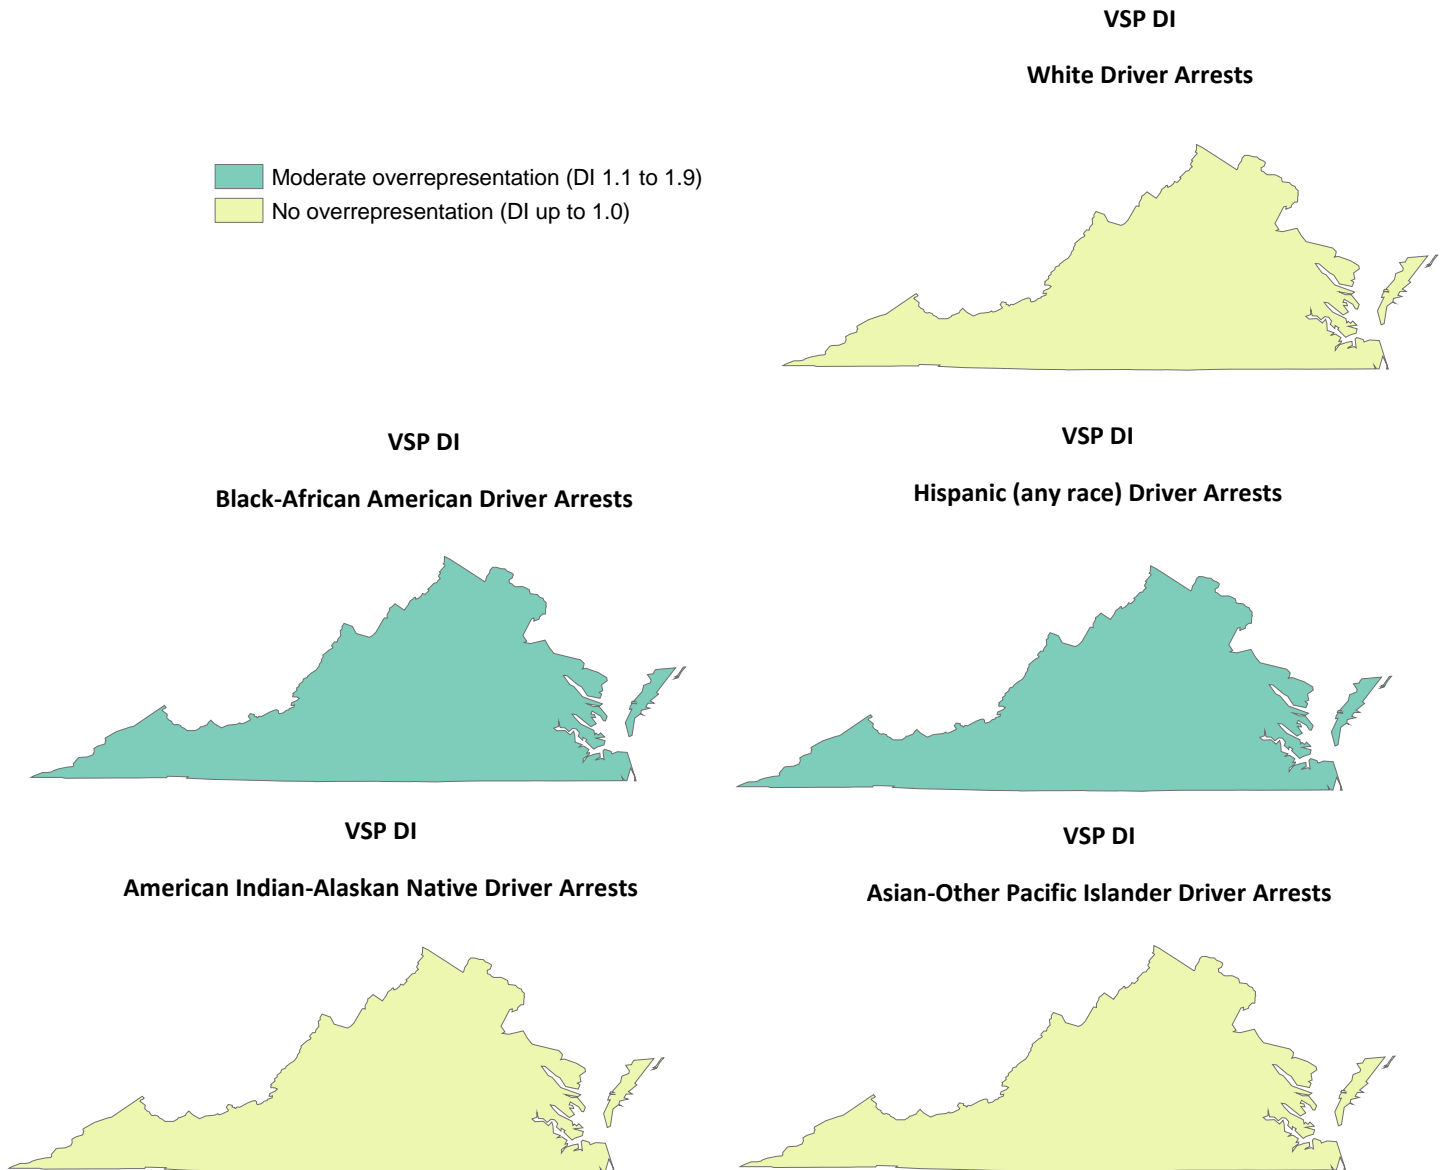 VSP DI
White Driver Arrests
Moderate overrepresentation (DI 1.1 to 1.9)
No overrepresentation (DI up to 1.0)
VSP DI
Black-African American Driver Arrests
VSP DI
Hispanic (any race) Driver Arrests
VSP DI
American Indian-Alaskan Native Driver Arrests
VSP DI
Asian-Other Pacific Islander Driver Arrests